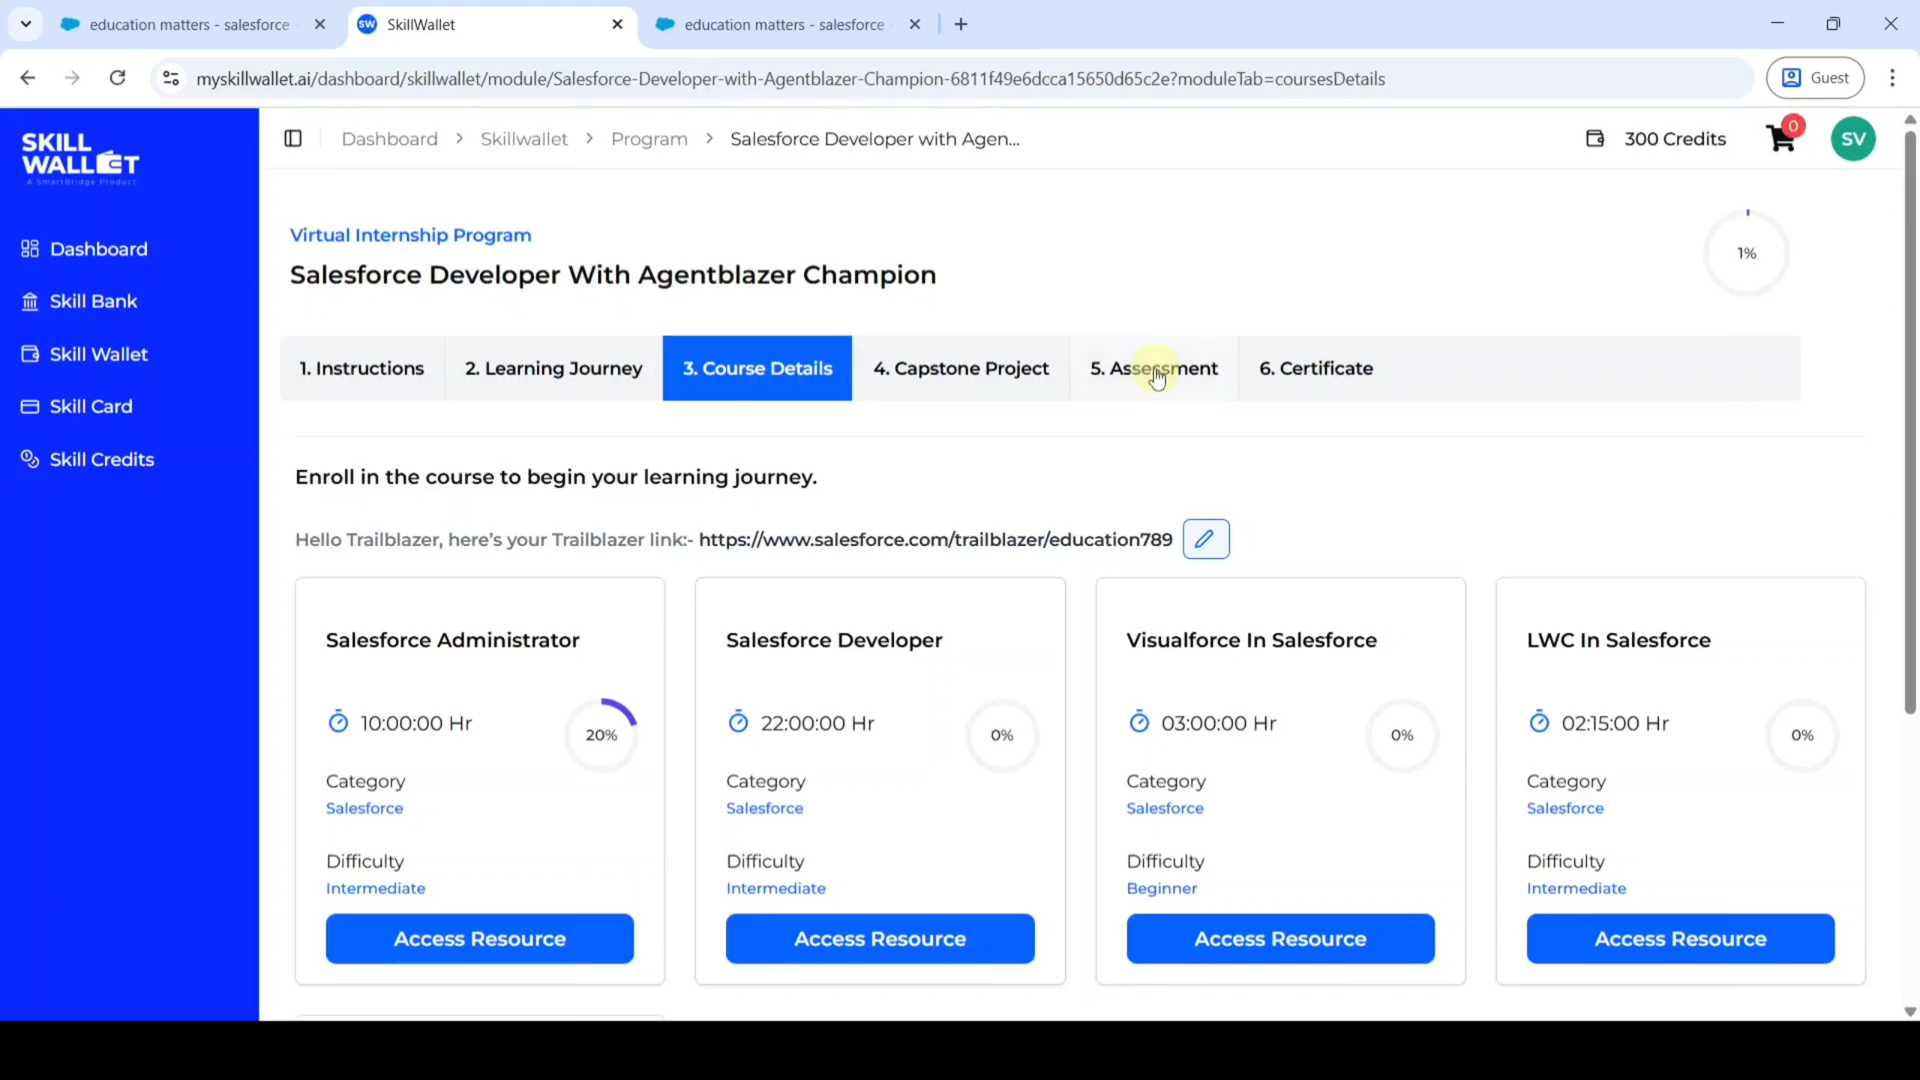 education matters - salesforce
SkillWallet
education matters - salesforce
myskillwallet.ai/dashboard/skillwallet/module/Salesforce-Developer-with-Agentblazer-Champion-6811f49e6dcca15650d65c2e?moduleTab=coursesDetails
Guest
SKILL
WALLET
A SmartBridge Product
Dashboard
Skill Bank
Skill Wallet
Skill Card
Skill Credits
Dashboard > Skillwallet > Program > Salesforce Developer with Agen...
300 Credits
0
SV
Virtual Internship Program
Salesforce Developer With Agentblazer Champion
1%
1. Instructions
2. Learning Journey
3. Course Details
4. Capstone Project
5. Assessment
6. Certificate
Enroll in the course to begin your learning journey.
Hello Trailblazer, here's your Trailblazer link:- https://www.salesforce.com/trailblazer/education789
Salesforce Administrator
10:00:00 Hr
20%
Category
Salesforce
Difficulty
Intermediate
Access Resource
Salesforce Developer
22:00:00 Hr
0%
Category
Salesforce
Difficulty
Intermediate
Access Resource
Visualforce In Salesforce
03:00:00 Hr
0%
Category
Salesforce
Difficulty
Beginner
Access Resource
LWC In Salesforce
02:15:00 Hr
0%
Category
Salesforce
Difficulty
Intermediate
Access Resource